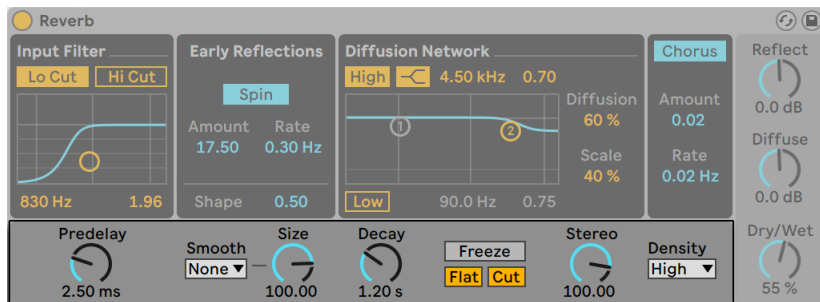 Reverb
Input Filter
Lo Cut Hi Cut
830 Hz 1.96
Early Reflections
Spin
Amount Rate
17.50 0.30 Hz
Shape 0.50
Diffusion Network
High 4.50 kHz 0.70
1
2
Diffusion
60 %
Scale
40 %
Low 90.0 Hz 0.75
Chorus
Amount
0.02
Rate
0.02 Hz
Reflect
0.0 dB
Diffuse
0.0 dB
Dry/Wet
55 %
Predelay
2.50 ms
Smooth
None
Size
100.00
Decay
1.20 s
Freeze
Flat Cut
Stereo
100.00
Density
High